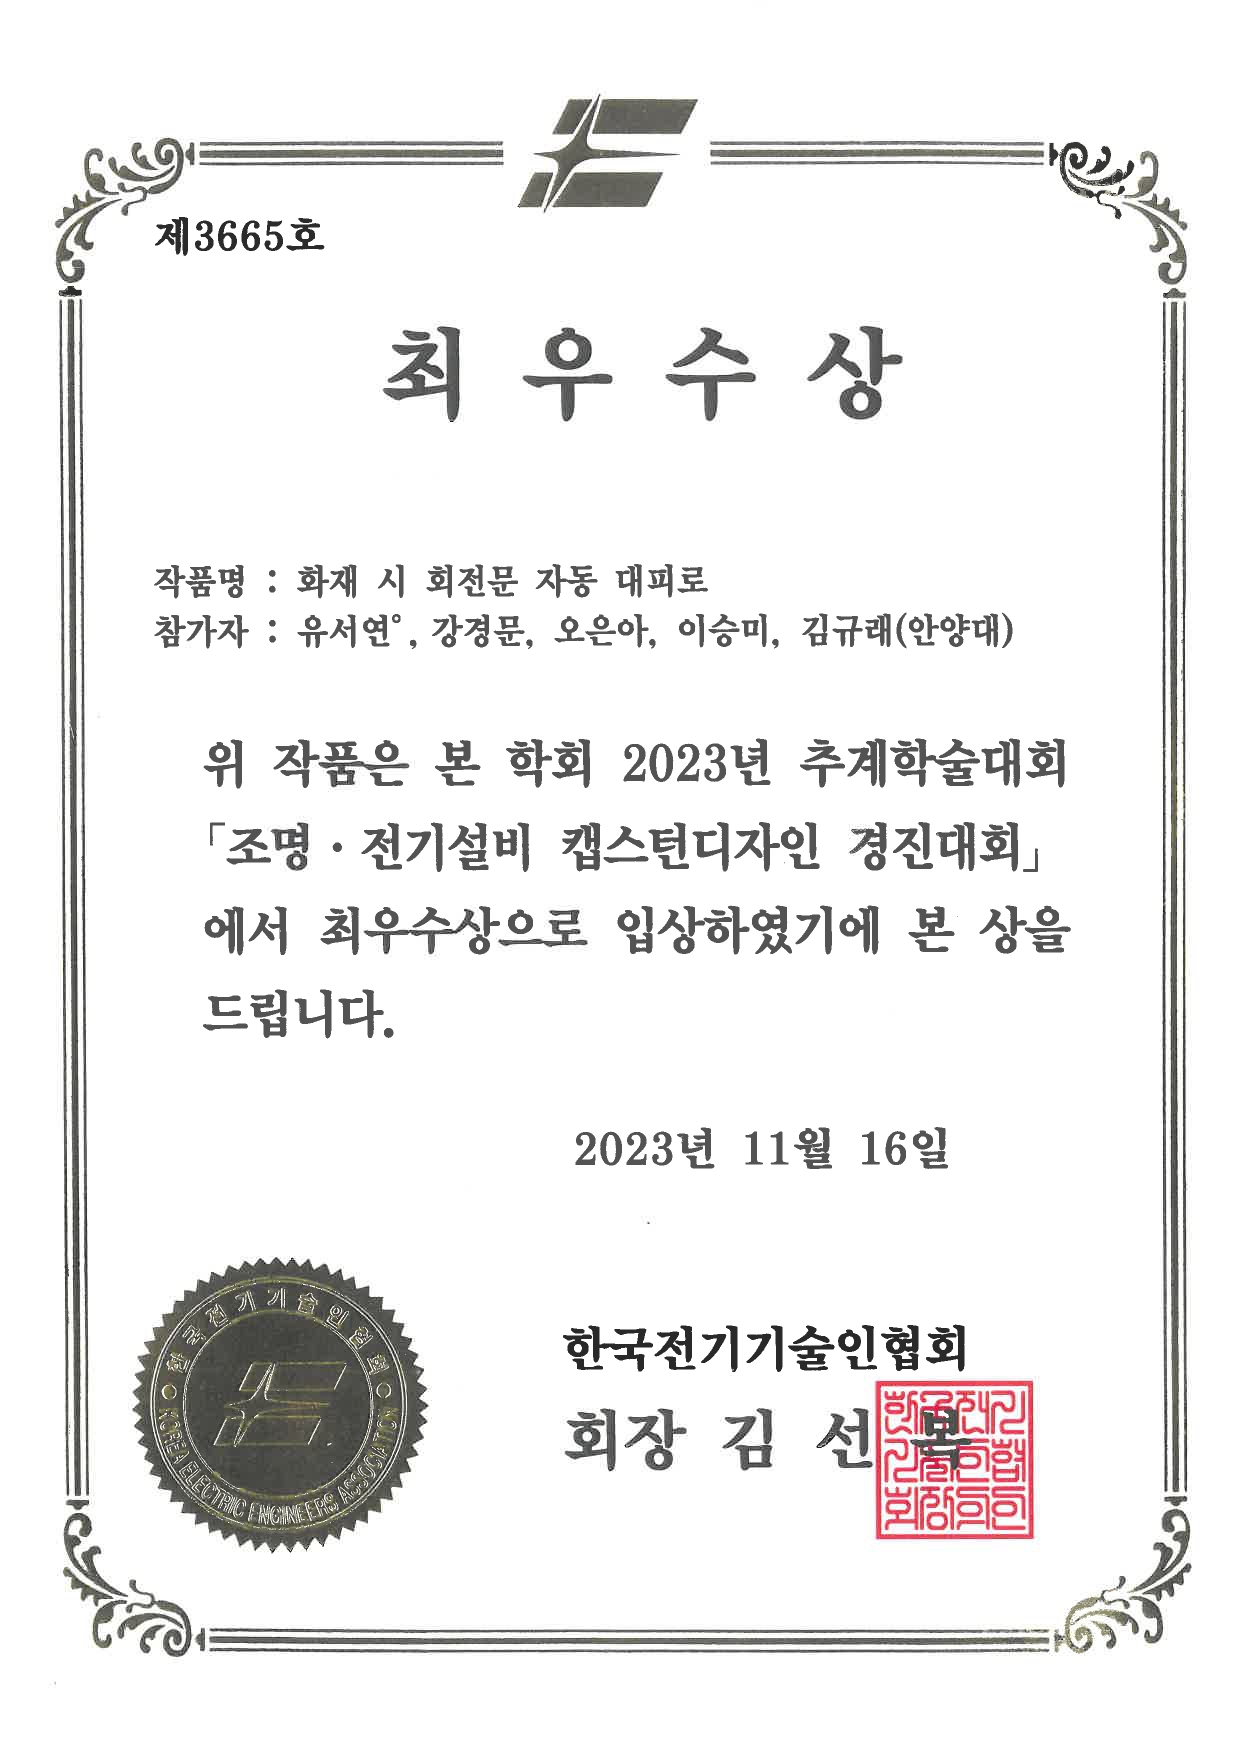 제3665호
최 우 수 상
작품명 : 화재 시 회전문 자동 대피로
참가자 : 유서연°, 강경문, 오은아, 이승미, 김규래(안양대)
위 작품은 본 학회 2023년 추계학술대회
「조명·전기설비 캡스턴디자인 경진대회」
에서 최우수상으로 입상하였기에 본 상을
드립니다.
2023년 11월 16일
한국전기기술인협회
회장 김 선 복
한국전기기술인협회
KOREA ELECTRIC ENGINEERS ASSOCIATION